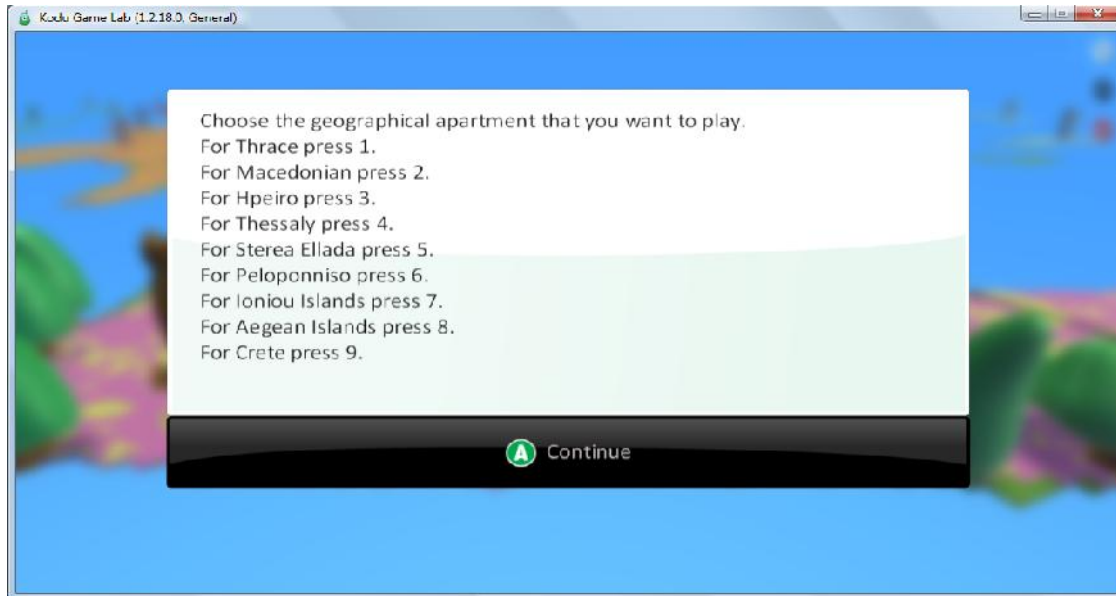 Kodu Game Lab (1.2.18.0, General)
Choose the geographical apartment that you want to play.
For Thrace press 1.
For Macedonian press 2.
For Hpeiro press 3.
For Thessaly press 4.
For Sterea Ellada press 5.
For Peloponniso press 6.
For Ioniou Islands press 7.
For Aegean Islands press 8.
For Crete press 9.
A Continue